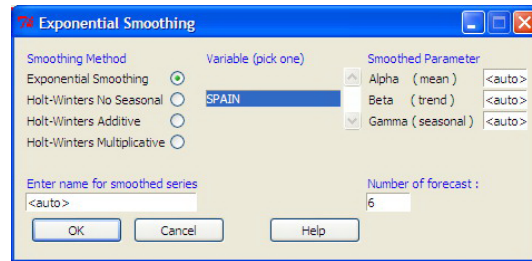 Exponential Smoothing
Smoothing Method
Exponential Smoothing
Holt-Winters No Seasonal
Holt-Winters Additive
Holt-Winters Multiplicative
Variable (pick one)
SPAIN
Smoothed Parameter
Alpha ( mean ) <auto>
Beta ( trend ) <auto>
Gamma ( seasonal ) <auto>
Enter name for smoothed series
<auto>
Number of forecast :
6
OK Cancel Help